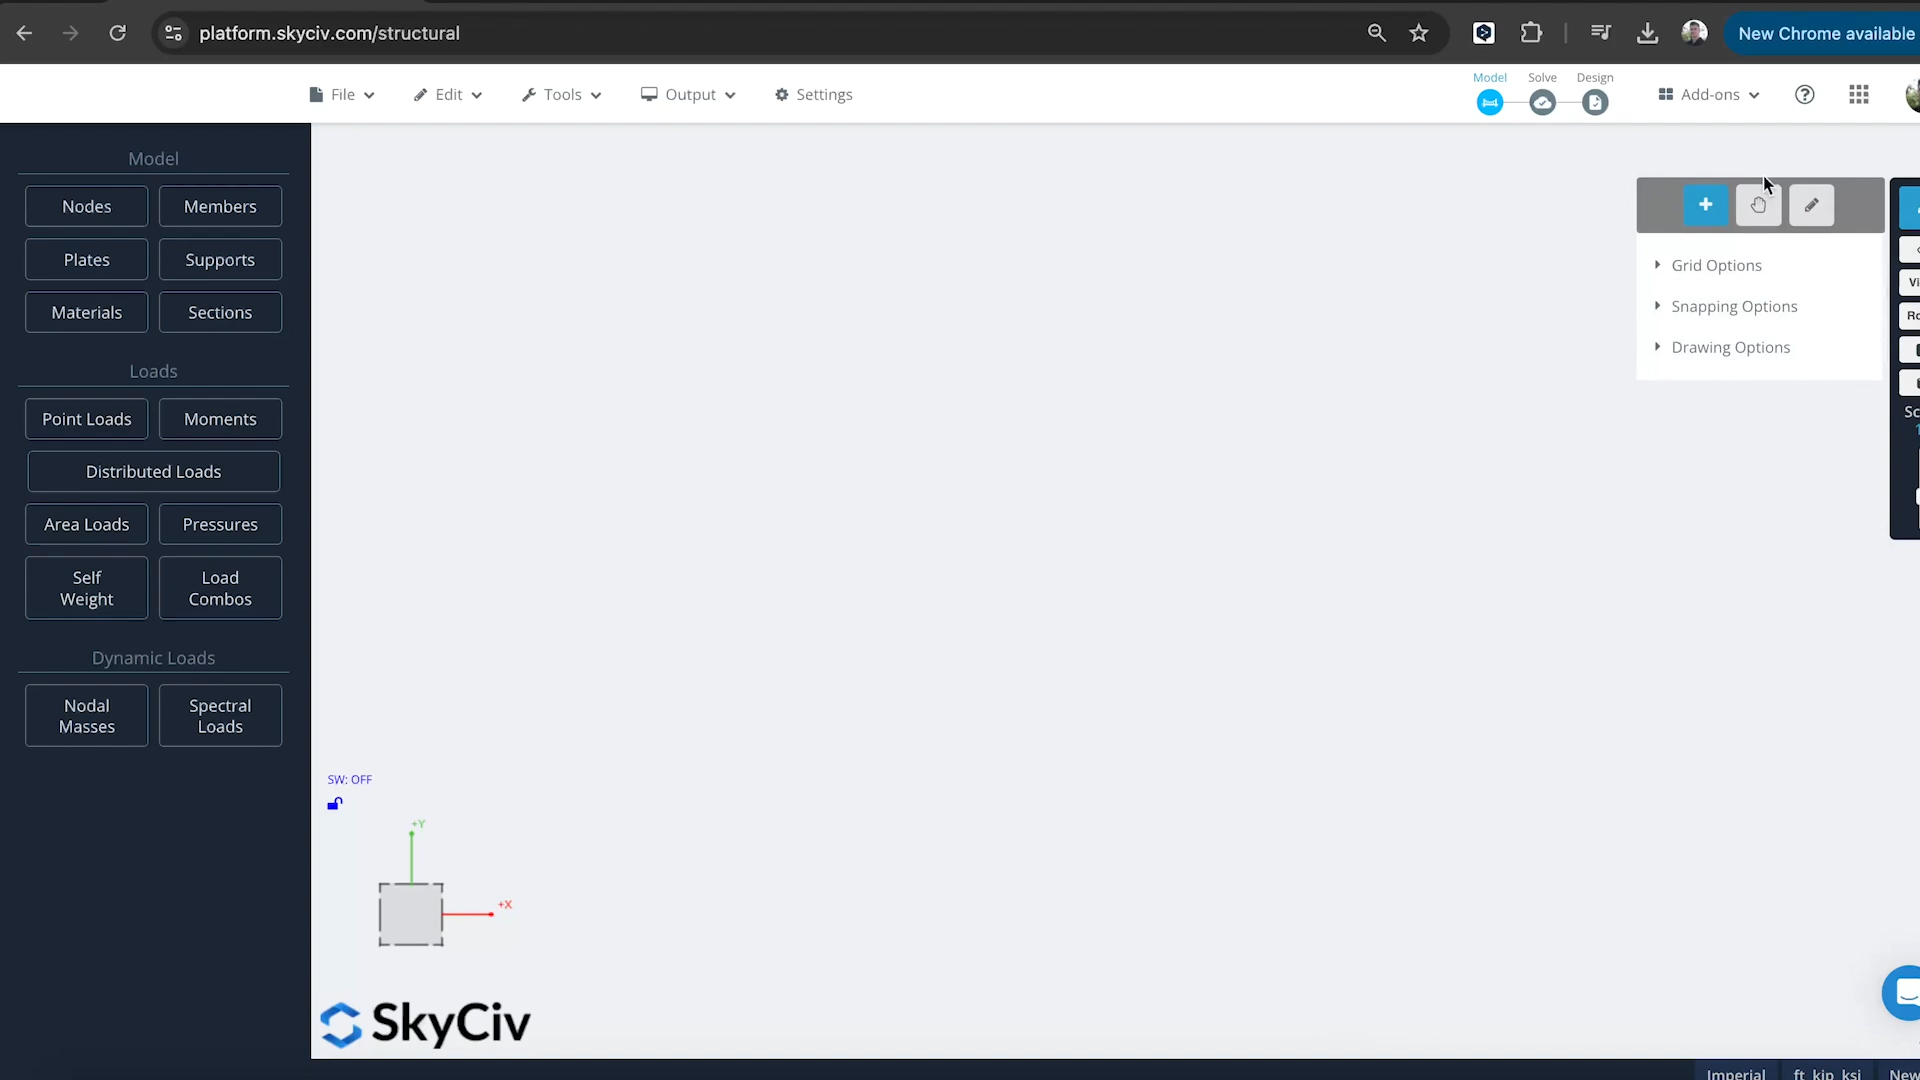 platform.skyciv.com/structural
New Chrome available
File
Edit
Tools
Output
Settings
Model
Solve
Design
Add-ons
Model
Nodes
Members
Plates
Supports
Materials
Sections
Loads
Point Loads
Moments
Distributed Loads
Area Loads
Pressures
Self
Weight
Load
Combos
Dynamic Loads
Nodal
Masses
Spectral
Loads
Grid Options
Snapping Options
Drawing Options
SW: OFF
+Y
+X
SkyCiv
Imperial
ft, kip, ksi
New